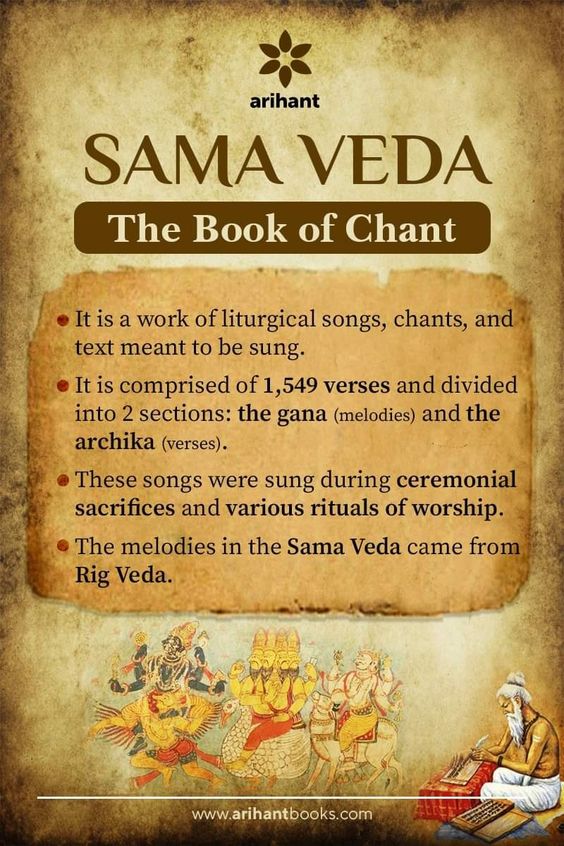 arihant
SAMA VEDA
The Book of Chant
• It is a work of liturgical songs, chants, and
text meant to be sung.
• It is comprised of 1,549 verses and divided
into 2 sections: the gana (melodies) and the
archika (verses).
• These songs were sung during ceremonial
sacrifices and various rituals of worship.
• The melodies in the Sama Veda came from
Rig Veda.
www.arihantbooks.com